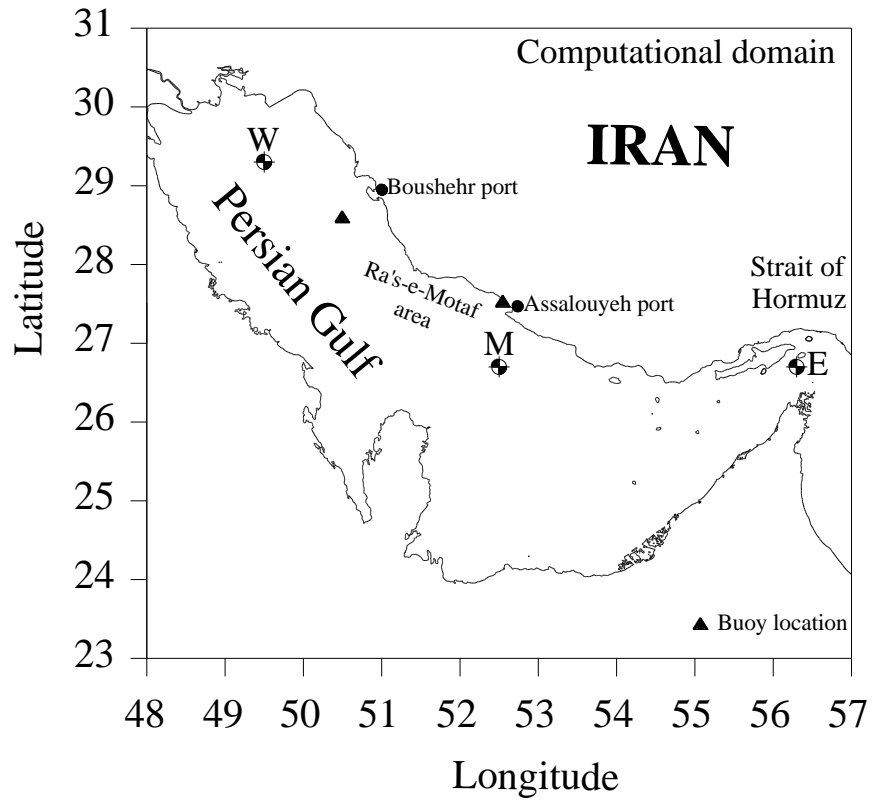 Computational domain
IRAN
W
Boushehr port
Persian Gulf
Ra's-e-Motaf
area
Assalouyeh port
Strait of
Hormuz
M
E
Buoy location
31
30
29
28
27
26
25
24
23
Latitude
48 49 50 51 52 53 54 55 56 57
Longitude